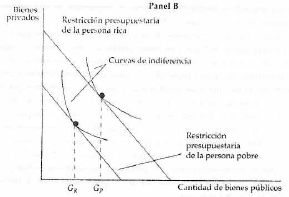 Panel B
Bienes
privados
Restricción presupuestaria
de la persona rica
Curvas de indiferencia
Restricción
presupuestaria
de la persona pobre
G_R
G_P
Cantidad de bienes públicos